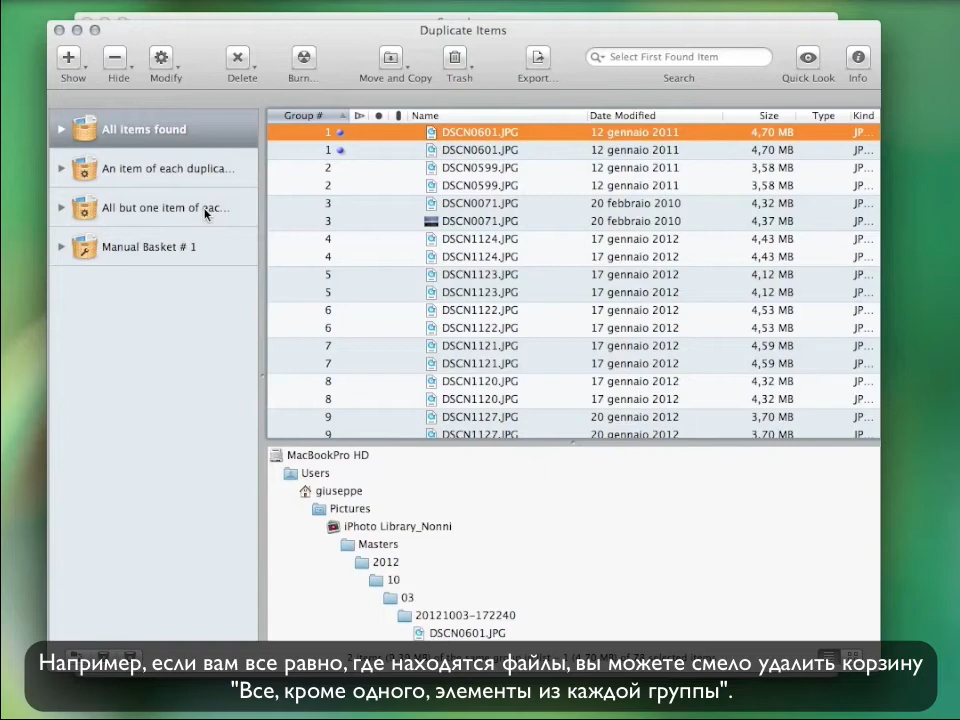 Duplicate Items
Show Hide Modify Delete Burn... Move and Copy Trash Export... Select First Found Item Search Quick Look Info
All items found
An item of each duplica...
All but one item of eac...
Manual Basket # 1
Group # Name Date Modified Size Type Kind
1 DSCN0601.JPG 12 gennaio 2011 4,70 MB JP...
1 DSCN0601.JPG 12 gennaio 2011 4,70 MB JP...
2 DSCN0599.JPG 12 gennaio 2011 3,58 MB JP...
2 DSCN0599.JPG 12 gennaio 2011 3,58 MB JP...
3 DSCN0071.JPG 20 febbraio 2010 4,32 MB JP...
3 DSCN0071.JPG 20 febbraio 2010 4,37 MB JP...
4 DSCN1124.JPG 17 gennaio 2012 4,43 MB JP...
4 DSCN1124.JPG 17 gennaio 2012 4,43 MB JP...
5 DSCN1123.JPG 17 gennaio 2012 4,12 MB JP...
5 DSCN1123.JPG 17 gennaio 2012 4,12 MB JP...
6 DSCN1122.JPG 17 gennaio 2012 4,53 MB JP...
6 DSCN1122.JPG 17 gennaio 2012 4,53 MB JP...
7 DSCN1121.JPG 17 gennaio 2012 4,59 MB JP...
7 DSCN1121.JPG 17 gennaio 2012 4,59 MB JP...
8 DSCN1120.JPG 17 gennaio 2012 4,32 MB JP...
8 DSCN1120.JPG 17 gennaio 2012 4,32 MB JP...
9 DSCN1127.JPG 20 gennaio 2012 3,70 MB JP...
9 DSCN1127.JPG 20 gennaio 2012 3,70 MB JP...
MacBookPro HD
Users
giuseppe
Pictures
iPhoto Library_Nonni
Masters
2012
10
03
20121003-172240
DSCN0601.JPG
Например, если вам все равно, где находятся файлы, вы можете смело удалить корзину
"Все, кроме одного, элементы из каждой группы".